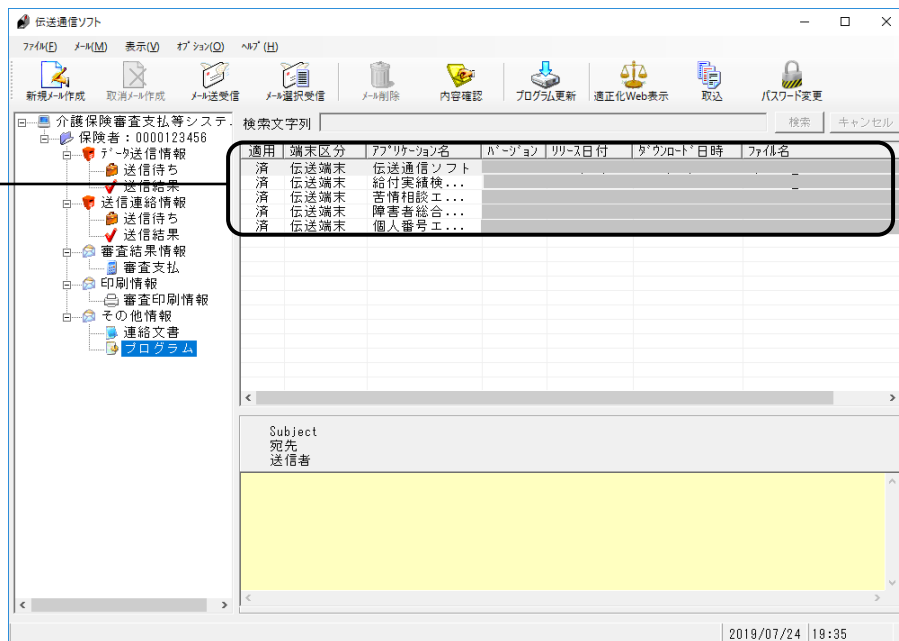 伝送通信ソフト
ﾌｧｲﾙ(F) ﾒｰﾙ(M) 表示(V) ｵﾌﾟｼｮﾝ(O) ﾍﾙﾌﾟ(H)
新規ﾒｰﾙ作成 取消ﾒｰﾙ作成 ﾒｰﾙ送受信 ﾒｰﾙ選択受信 ﾒｰﾙ削除 内容確認 ﾌﾟﾛｸﾞﾗﾑ更新 適正化Web表示 取込 ﾊﾟｽﾜｰﾄﾞ変更
介護保険審査支払等システ.
保険者：0000123456
ﾃﾞｰﾀ送信情報
送信待ち
送信結果
送信連絡情報
送信待ち
送信結果
審査結果情報
審査支払
印刷情報
審査印刷情報
その他情報
連絡文書
プログラム
検索文字列 検索 キャンセル
適用 端末区分 ｱﾌﾟﾘｹｰｼｮﾝ名 ﾊﾞｰｼﾞｮﾝ ﾘﾘｰｽ日付 ﾀﾞｳﾝﾛｰﾄﾞ日時 ﾌｧｲﾙ名
済 伝送端末 伝送通信ソフト
済 伝送端末 給付実績検...
済 伝送端末 苦情相談エ...
済 伝送端末 障害者総合...
済 伝送端末 個人番号エ...
Subject
宛先
送信者
2019/07/24 19:35